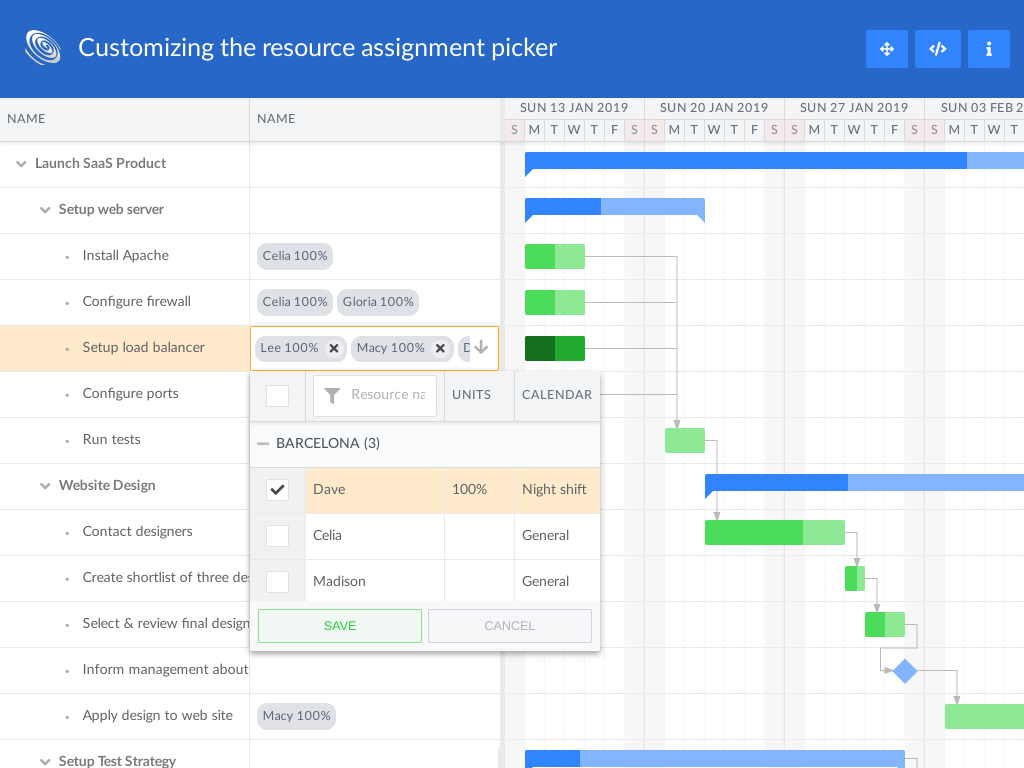 Customizing the resource assignment picker
NAME
NAME
SUN 13 JAN 2019
SUN 20 JAN 2019
SUN 27 JAN 2019
SUN 03 FEB 2
S M T W T F S S M T W T F S S M T W T F S S M T W T
Launch SaaS Product
Setup web server
Install Apache
Celia 100%
Configure firewall
Celia 100% Gloria 100%
Setup load balancer
Lee 100% Macy 100% D
Configure ports
Resource na
UNITS
CALENDAR
Run tests
BARCELONA (3)
Website Design
Dave 100% Night shift
Contact designers
Celia General
Create shortlist of three des
Madison General
Select & review final design
SAVE
CANCEL
Inform management about
Apply design to web site
Macy 100%
Setup Test Strategy